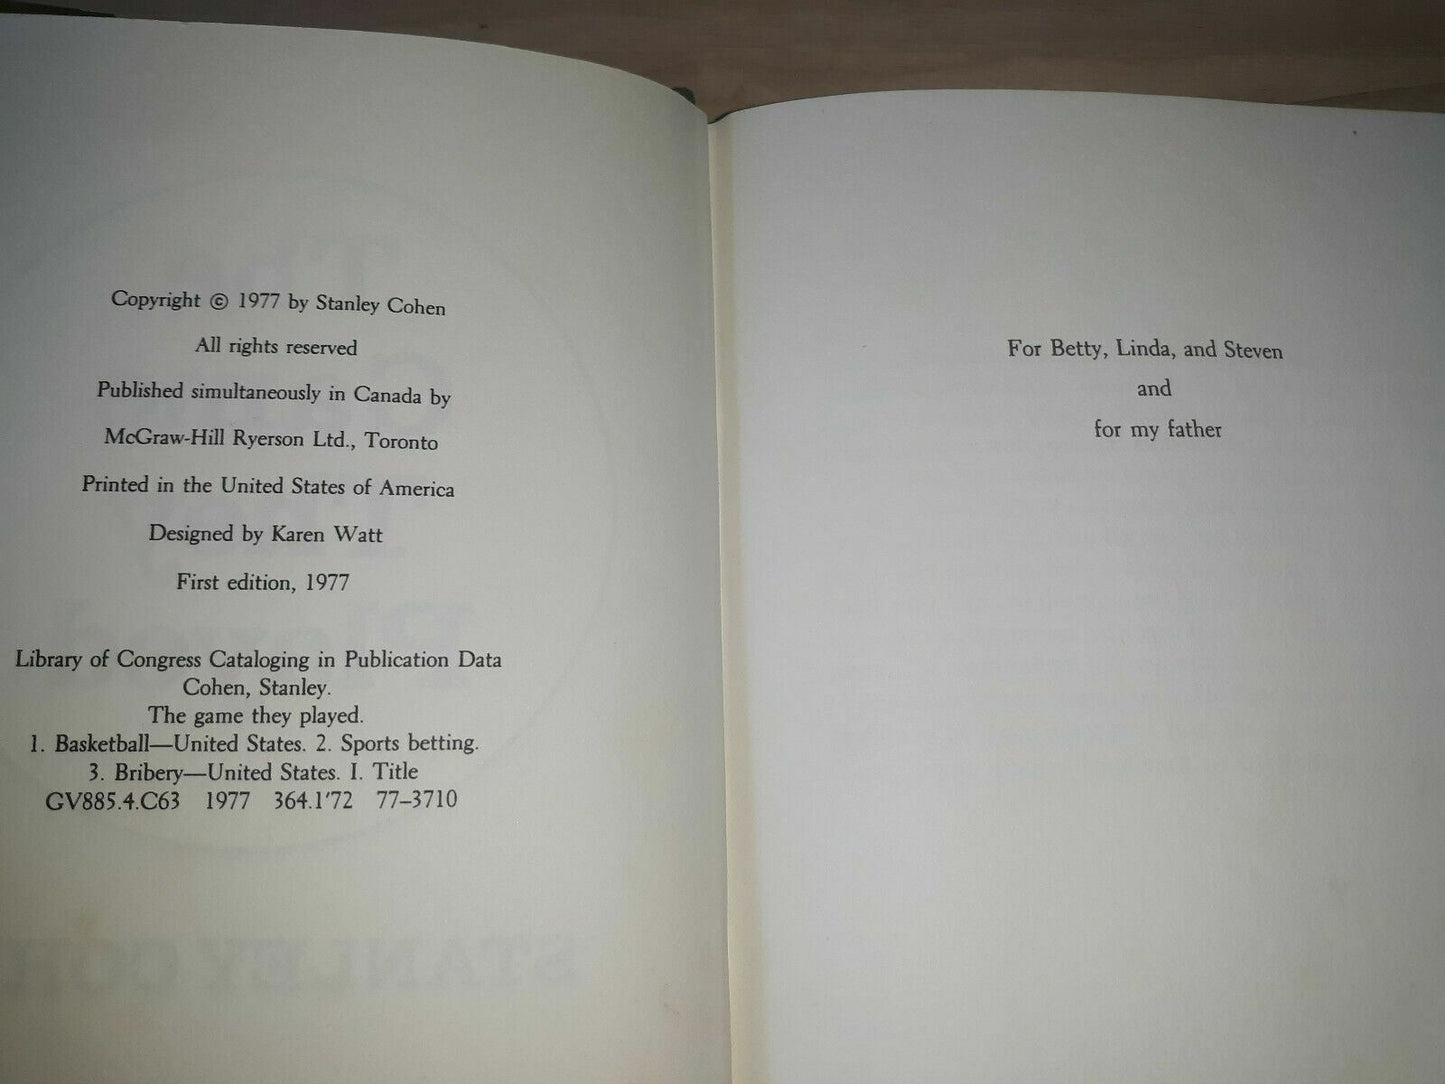 Copyright © 1977 by Stanley Cohen
All rights reserved
Published simultaneously in Canada by
McGraw-Hill Ryerson Ltd., Toronto
Printed in the United States of America
Designed by Karen Watt
First edition, 1977
Library of Congress Cataloging in Publication Data
Cohen, Stanley.
The game they played.
1. Basketball—United States. 2. Sports betting.
3. Bribery—United States. I. Title
GV885.4.C63 1977 364.1'72 77–3710
For Betty, Linda, and Steven
and
for my father